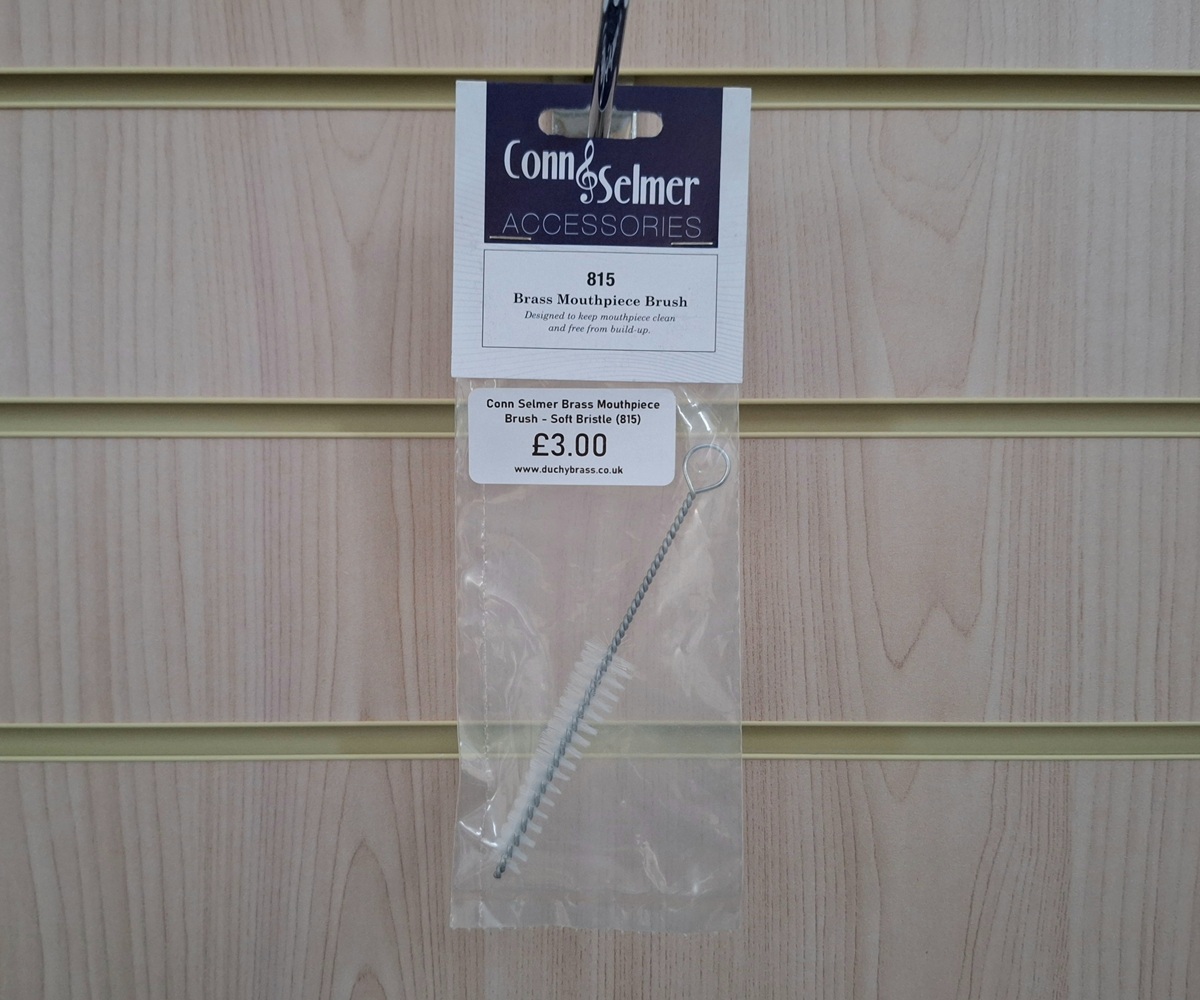 Conn Selmer
ACCESSORIES
815
Brass Mouthpiece Brush
Designed to keep mouthpiece clean
and free from build-up.
Conn Selmer Brass Mouthpiece
Brush - Soft Bristle (815)
£3.00
www.duchybrass.co.uk